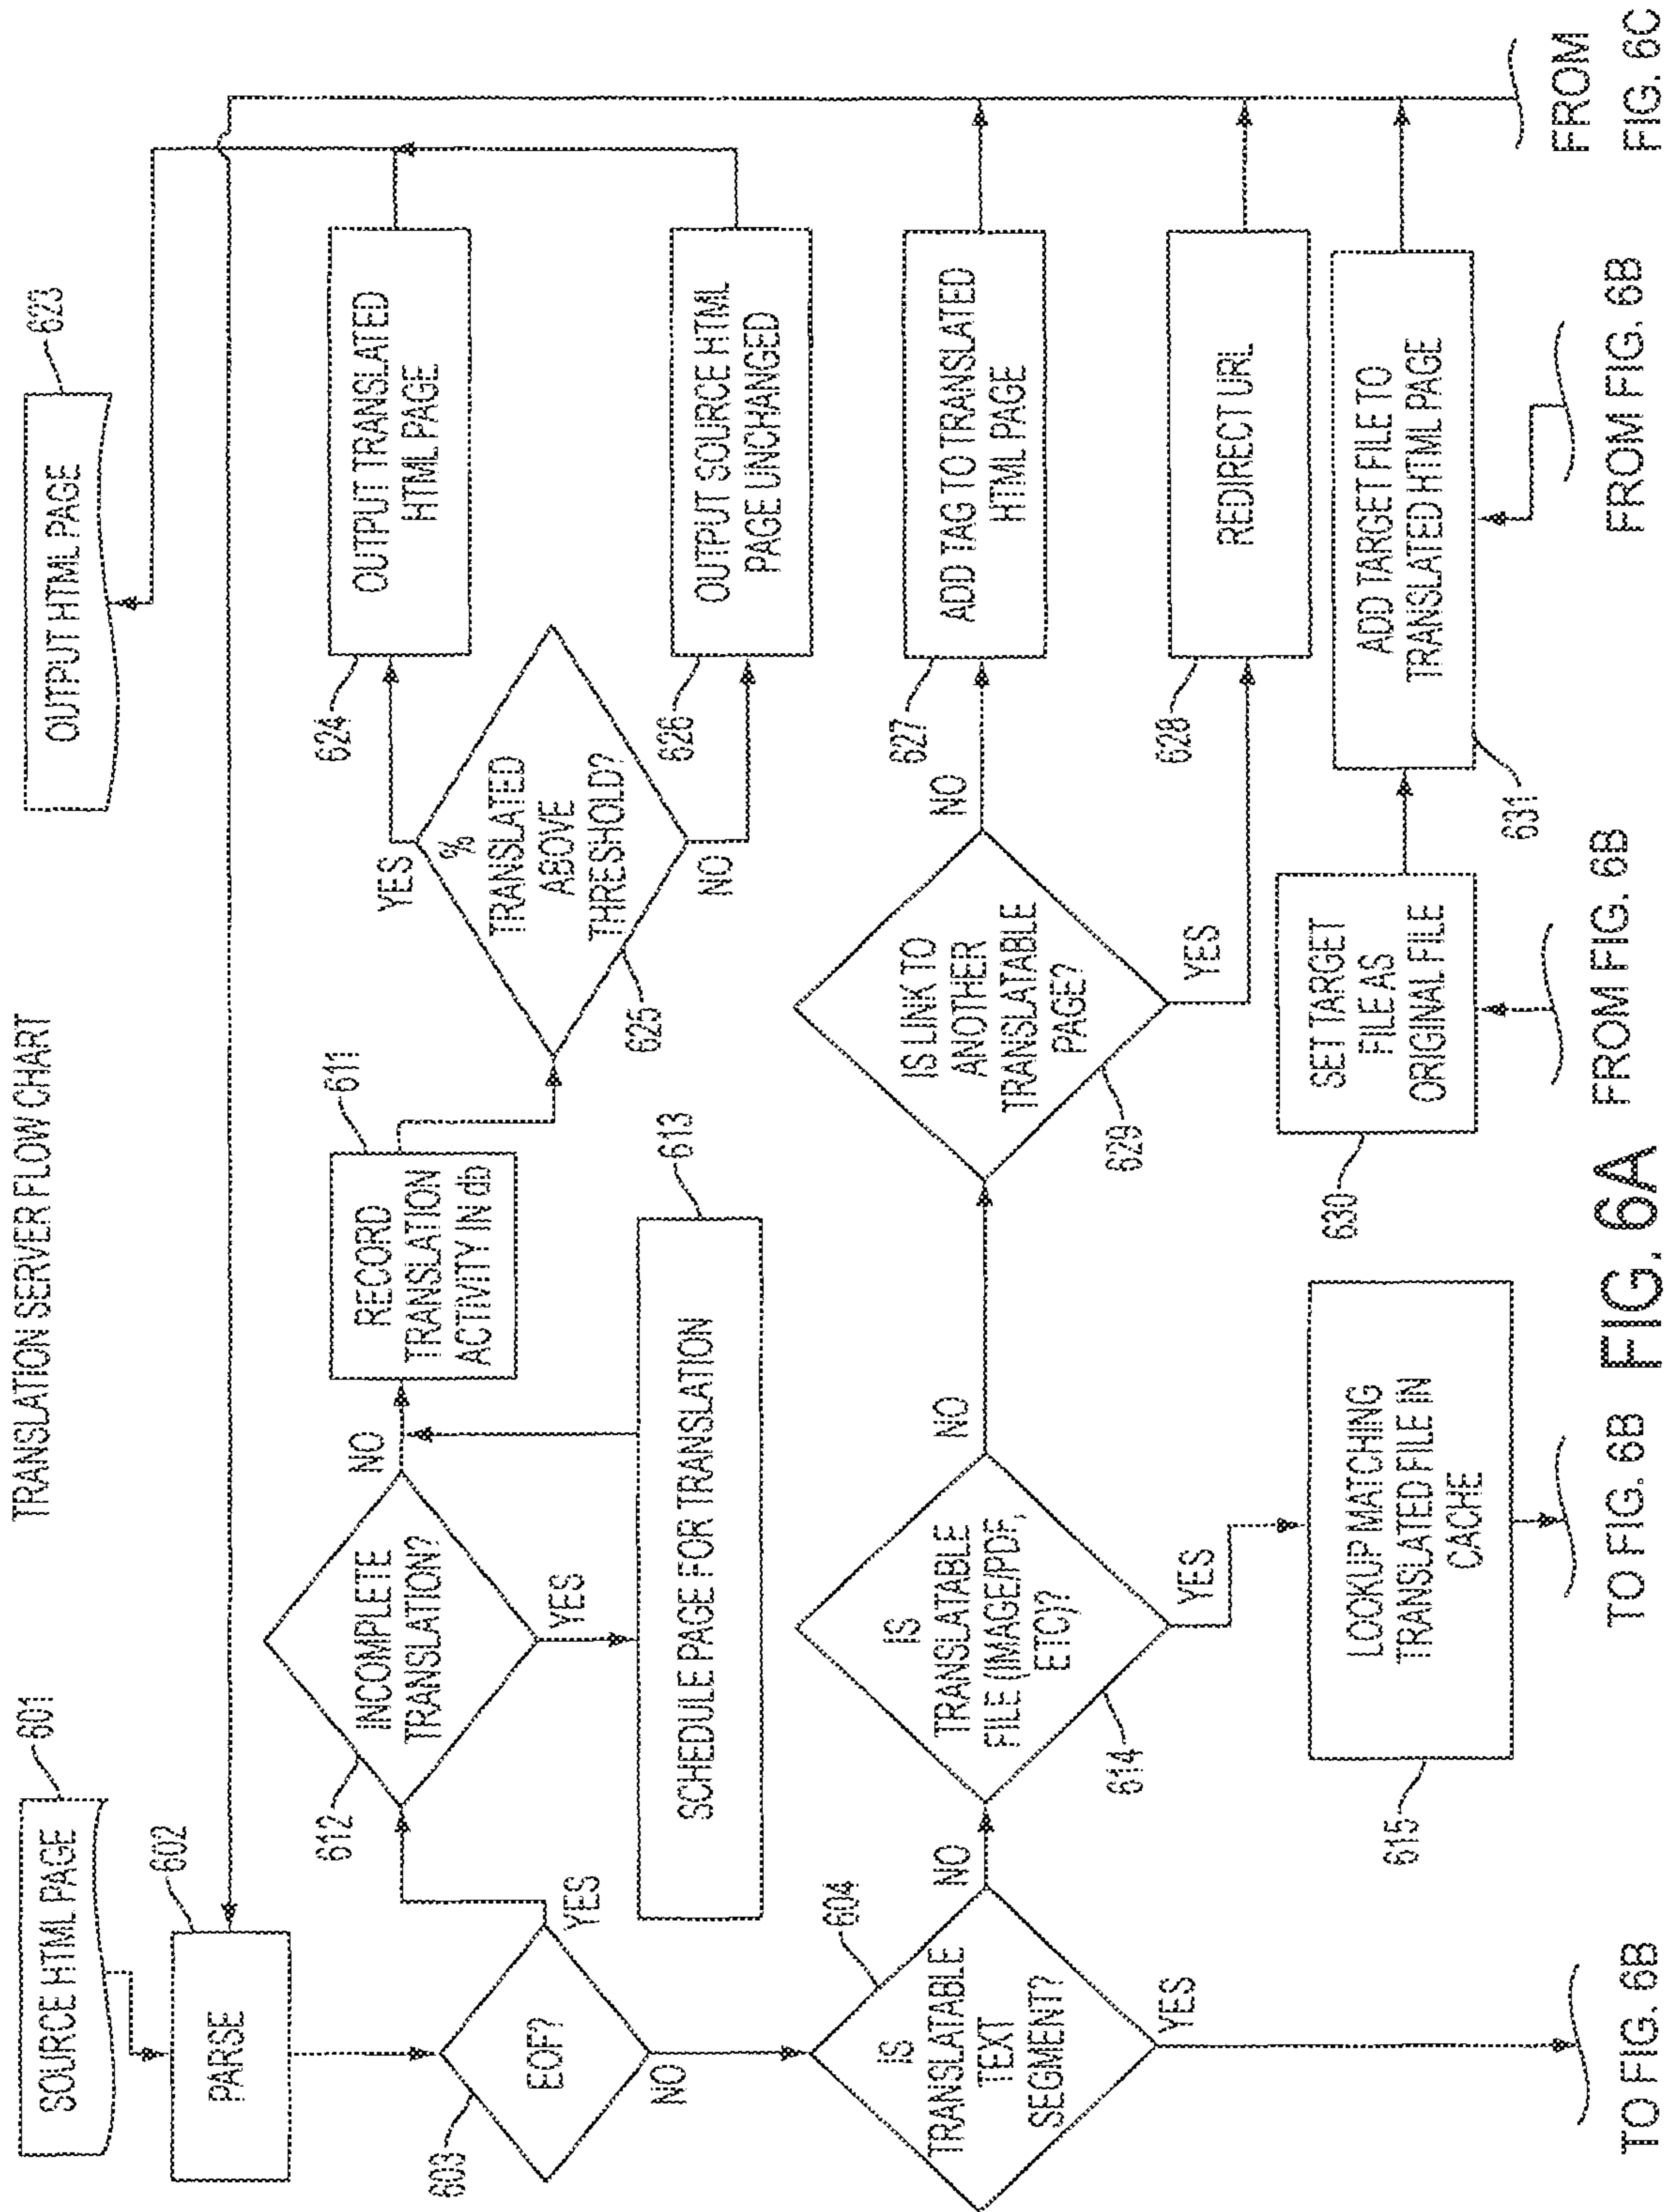 TRANSLATION SERVER FLOW CHART
SOURCE HTML PAGE
601
OUTPUT HTML PAGE
623
PARSE
602
EOF?
603
YES
NO
INCOMPLETE
TRANSLATION?
612
NO
YES
RECORD
TRANSLATION
ACTIVITY IN db
611
SCHEDULE PAGE FOR TRANSLATION
613
%
TRANSLATED
ABOVE
THRESHOLD?
625
YES
NO
OUTPUT TRANSLATED
HTML PAGE
624
OUTPUT SOURCE HTML
PAGE UNCHANGED
626
IS
TRANSLATABLE
TEXT
SEGMENT?
604
NO
YES
IS
TRANSLATABLE
FILE (IMAGE/PDF,
ETC)?
614
NO
YES
IS LINK TO
ANOTHER
TRANSLATABLE
PAGE?
629
NO
YES
ADD TAG TO TRANSLATED
HTML PAGE
627
REDIRECT URL
628
LOOKUP MATCHING
TRANSLATED FILE IN
CACHE
615
SET TARGET
FILE AS
ORIGINAL FILE
630
ADD TARGET FILE TO
TRANSLATED HTML PAGE
631
TO FIG. 6B
TO FIG. 6B
FIG. 6A
FROM FIG. 6B
FROM FIG. 6B
FROM
FIG. 6C